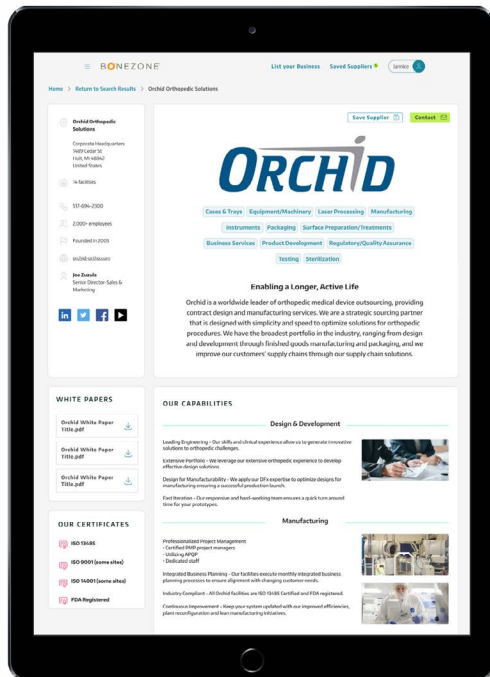 BONEZONE
List your Business
Saved Suppliers
Jannice
Home > Return to Search Results > Orchid Orthopedic Solutions
Orchid Orthopedic
Solutions
Corporate Headquarters
1489 Cedar St
Holt, MI 48842
United States
14 facilities
517-694-2300
2,000+ employees
Founded in 2005
Joe Zuzula
Senior Director-Sales &
Marketing
in
f
Save Supplier
Contact
ORCHID
Cases & Trays
Equipment/Machinery
Laser Processing
Manufacturing
Instruments
Packaging
Surface Preparation/Treatments
Business Services
Product Development
Regulatory/Quality Assurance
Testing
Sterilization
Enabling a Longer, Active Life
Orchid is a worldwide leader of orthopedic medical device outsourcing, providing
contract design and manufacturing services. We are a strategic sourcing partner
that is designed with simplicity and speed to optimize solutions for orthopedic
procedures. We have the broadest portfolio in the industry, ranging from design
and development through finished goods manufacturing and packaging, and we
improve our customers' supply chains through our supply chain solutions.
WHITE PAPERS
Orchid White Paper
Title.pdf
Orchid White Paper
Title.pdf
Orchid White Paper
Title.pdf
OUR CERTIFICATES
ISO 13485
ISO 9001 (some sites)
ISO 14001 (some sites)
FDA Registered
OUR CAPABILITIES
Design & Development
Leading Engineering - Our skills and clinical experience allow us to generate innovative
solutions to orthopedic challenges.
Extensive Portfolio - We leverage our extensive orthopedic experience to develop
effective design solutions.
Design for Manufacturability - We apply our DFx expertise to optimize designs for
manufacturing ensuring a successful production launch.
Fast Iteration - Our responsive and hard-working team ensures a quick turn around
time for your prototypes.
Manufacturing
Professionalized Project Management
- Certified PMP project managers
- Utilizing APQP
- Dedicated staff
Integrated Business Planning - Our facilities execute monthly integrated business
planning processes to ensure alignment with changing customer needs.
Industry Compliant - All Orchid facilities are ISO 13485 Certified and FDA registered.
Continuous Improvement - Keep your system updated with our improved efficiencies,
plant reconfiguration and lean manufacturing initiatives.